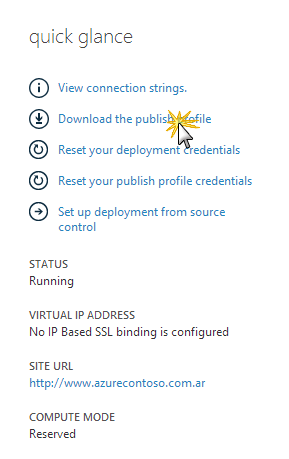 quick glance
View connection strings.
Download the publish profile
Reset your deployment credentials
Reset your publish profile credentials
Set up deployment from source
control
STATUS
Running
VIRTUAL IP ADDRESS
No IP Based SSL binding is configured
SITE URL
http://www.azurecontoso.com.ar
COMPUTE MODE
Reserved